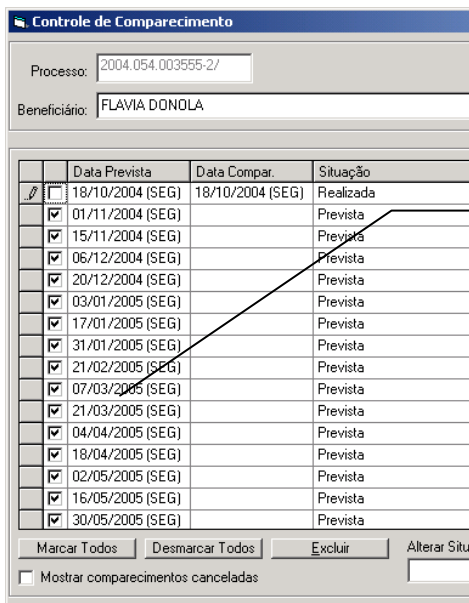 Controle de Comparecimento
Processo: 2004.054.003555-2/
Beneficiário: FLAVIA DONOLA
Data Prevista Data Compar. Situação
18/10/2004 (SEG) 18/10/2004 (SEG) Realizada
01/11/2004 (SEG) Prevista
15/11/2004 (SEG) Prevista
06/12/2004 (SEG) Prevista
20/12/2004 (SEG) Prevista
03/01/2005 (SEG) Prevista
17/01/2005 (SEG) Prevista
31/01/2005 (SEG) Prevista
21/02/2005 (SEG) Prevista
07/03/2005 (SEG) Prevista
21/03/2005 (SEG) Prevista
04/04/2005 (SEG) Prevista
18/04/2005 (SEG) Prevista
02/05/2005 (SEG) Prevista
16/05/2005 (SEG) Prevista
30/05/2005 (SEG) Prevista
Marcar Todos Desmarcar Todos Excluir Alterar Situ
Mostrar comparecimentos canceladas